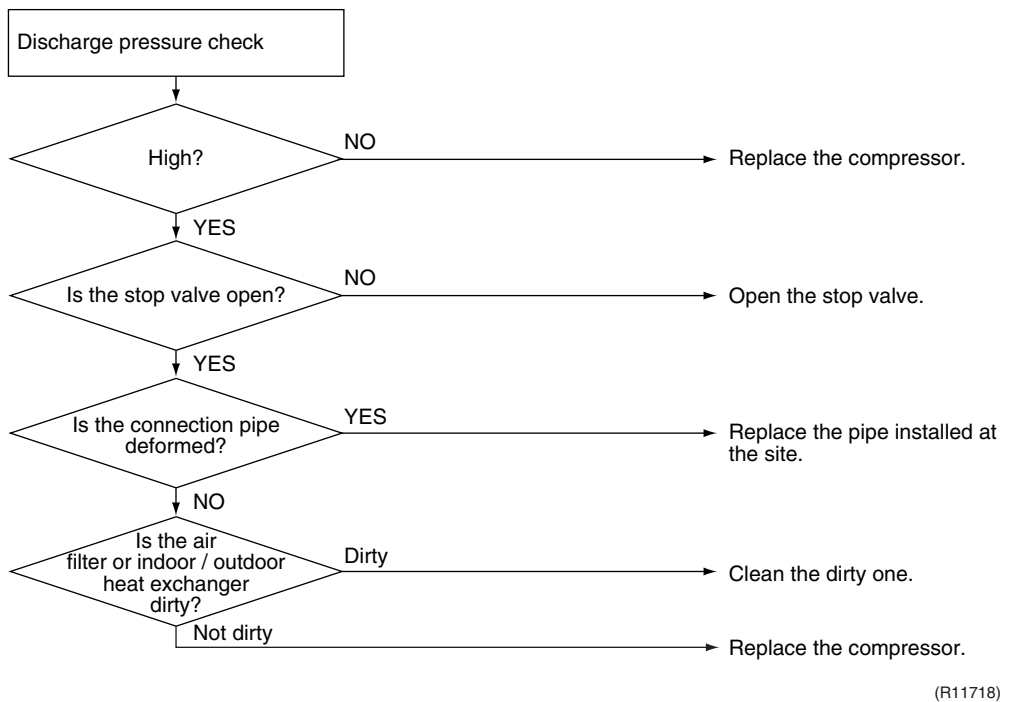 Discharge pressure check
High?
NO
Replace the compressor.
YES
Is the stop valve open?
NO
Open the stop valve.
YES
Is the connection pipe
deformed?
YES
Replace the pipe installed at
the site.
NO
Is the air
filter or indoor / outdoor
heat exchanger
dirty?
Dirty
Clean the dirty one.
Not dirty
Replace the compressor.
(R11718)